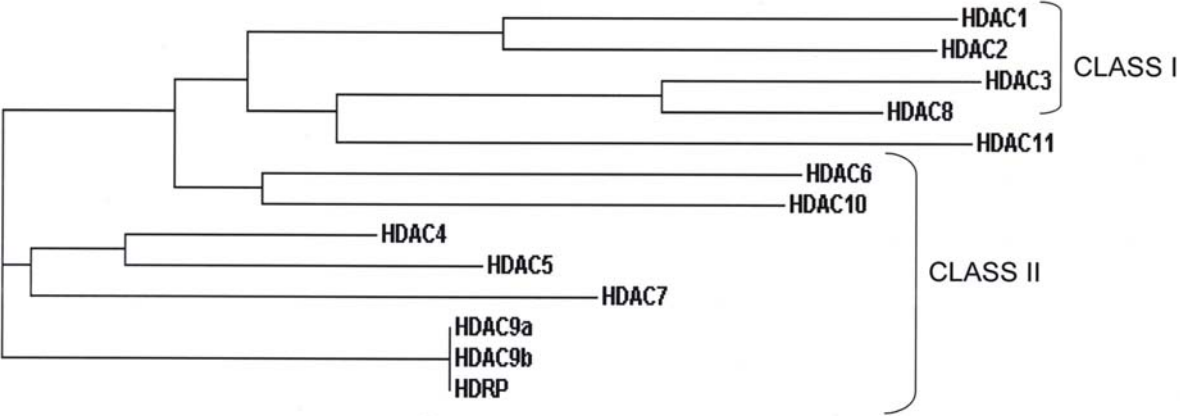 HDAC1
HDAC2
CLASS I
HDAC3
HDAC8
HDAC11
HDAC6
HDAC10
HDAC4
HDAC5
CLASS II
HDAC7
HDAC9a
HDAC9b
HDRP